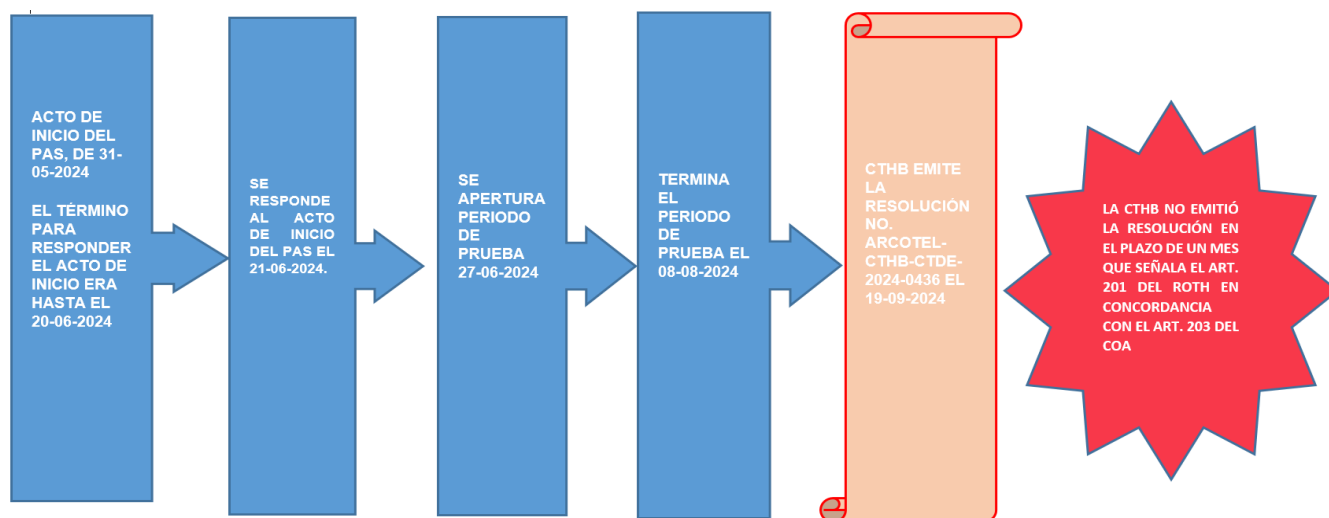 ACTO DE
INICIO DEL
PAS, DE 31-
05-2024
EL TÉRMINO
PARA
RESPONDER
EL ACTO DE
INICIO ERA
HASTA EL
20-06-2024
SE
RESPONDE
AL ACTO
DE INICIO
DEL PAS EL
21-06-2024.
SE
APERTURA
PERIODO
DE
PRUEBA
27-06-2024
TERMINA
EL
PERIODO
DE
PRUEBA EL
08-08-2024
CTHB EMITE
LA
RESOLUCIÓN
NO.
ARCOTEL-
CTHB-CTDE-
2024-0436 EL
19-09-2024
LA CTHB NO EMITIÓ
LA RESOLUCIÓN EN
EL PLAZO DE UN MES
QUE SEÑALA EL ART.
201 DEL ROTH EN
CONCORDANCIA
CON EL ART. 203 DEL
COA